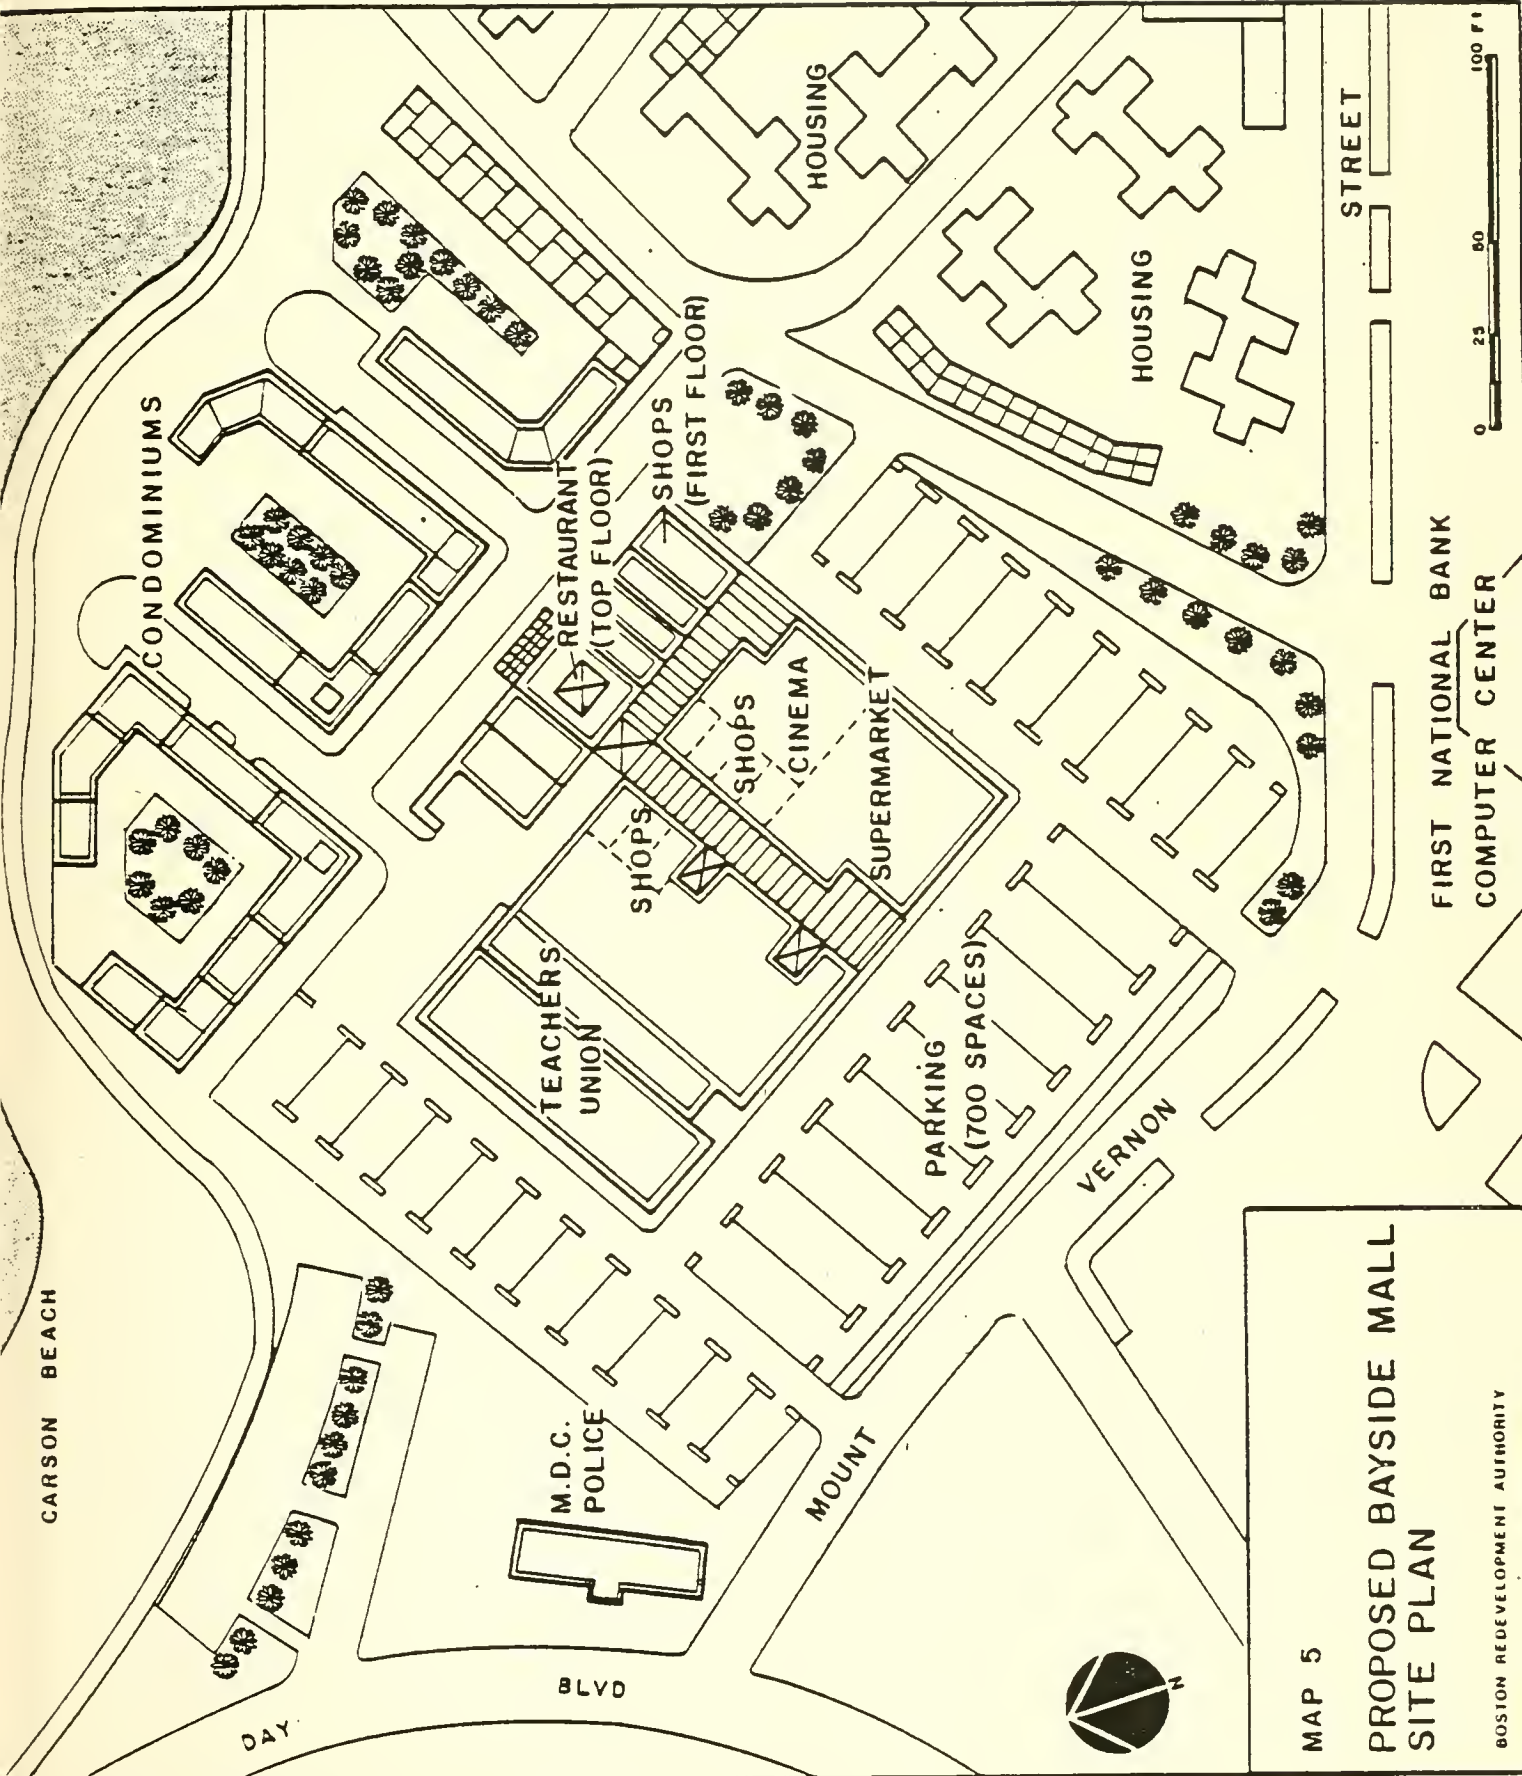 CARSON BEACH
CONDOMINIUMS
RESTAURANT
(TOP FLOOR)
SHOPS
(FIRST FLOOR)
HOUSING
HOUSING
SHOPS
CINEMA
SUPERMARKET
SHOPS
TEACHERS
UNION
PARKING
(700 SPACES)
M.D.C.
POLICE
DAY
BLVD
MOUNT
VERNON
STREET
FIRST NATIONAL BANK
COMPUTER CENTER
N
0 25 50 100 FT
MAP 5
PROPOSED BAYSIDE MALL
SITE PLAN
BOSTON REDEVELOPMENT AUTHORITY